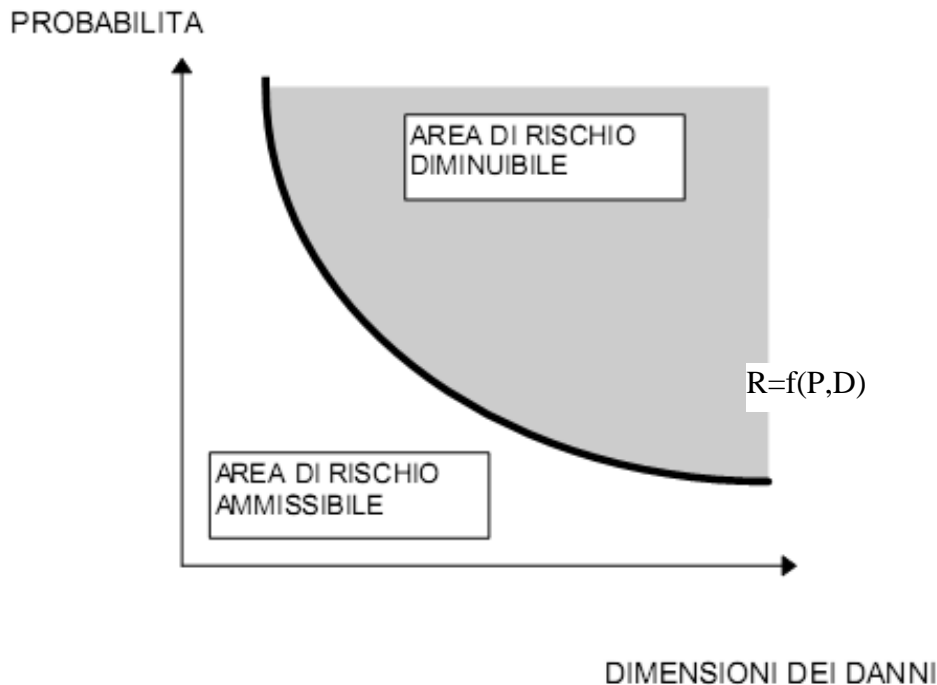 PROBABILITA
AREA DI RISCHIO
DIMINUIBILE
R=f(P,D)
AREA DI RISCHIO
AMMISSIBILE
DIMENSIONI DEI DANNI